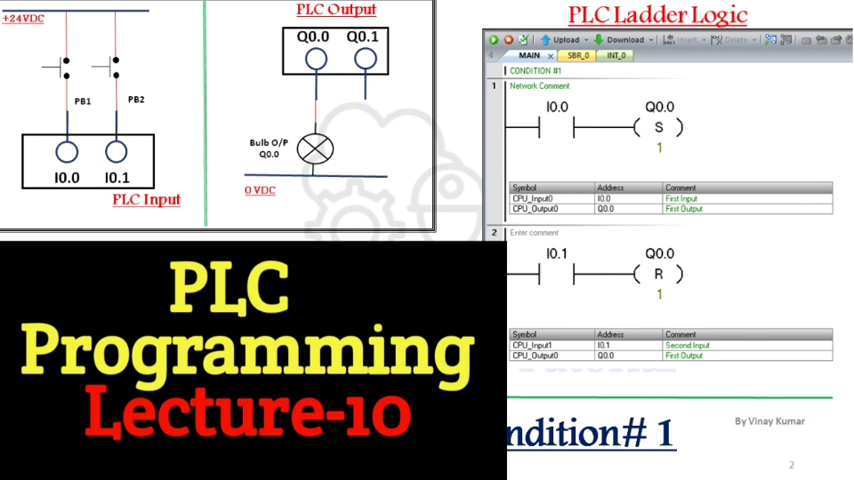 +24VDC
PB1
PB2
I0.0 I0.1
PLC Input
PLC Output
Q0.0 Q0.1
Bulb O/P
Q0.0
0 VDC
PLC Ladder Logic
Upload Download Insert Delete
MAIN SBR_0 INT_0
CONDITION #1
1 Network Comment
I0.0 Q0.0
S
1
Symbol Address Comment
CPU_Input0 I0.0 First Input
CPU_Output0 Q0.0 First Output
2 Enter comment
I0.1 Q0.0
R
1
Symbol Address Comment
CPU_Input1 I0.1 Second Input
CPU_Output0 Q0.0 First Output
PLC
Programming
Lecture-10
ndition# 1
By Vinay Kumar
2